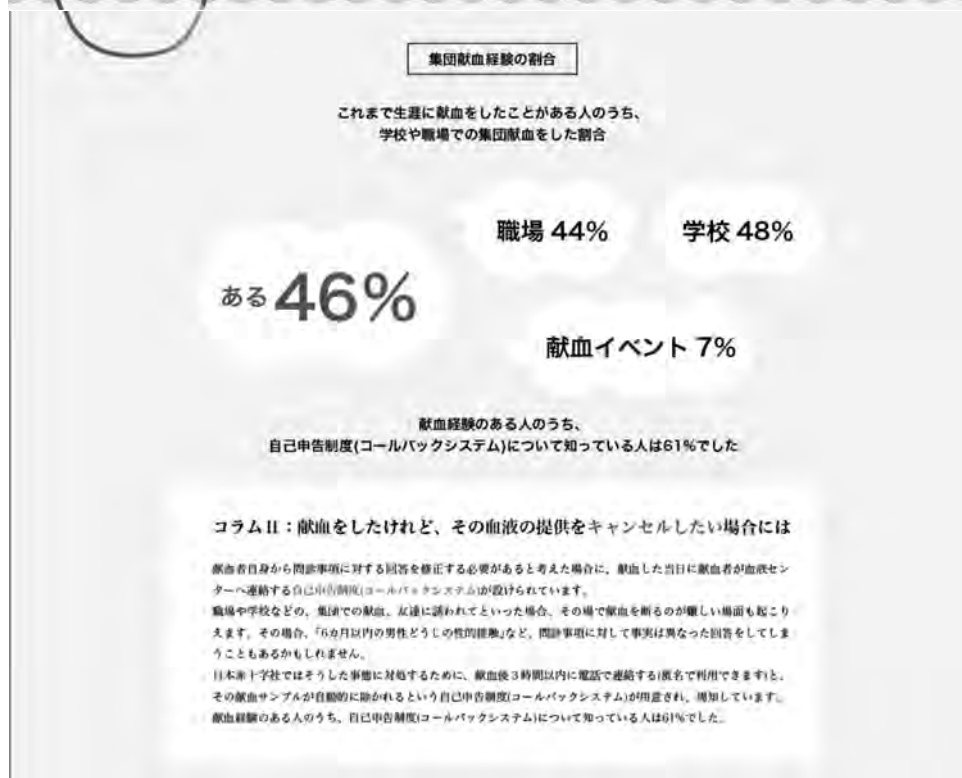 集団献血経験の割合
これまで生涯に献血をしたことがある人のうち、
学校や職場での集団献血をした割合
職場 44%
学校 48%
ある46%
献血イベント 7%
献血経験のある人のうち、
自己申告制度(コールバックシステム)について知っている人は61%でした
コラムII：献血をしたけれど、その血液の提供をキャンセルしたい場合には
献血者自身から問診事項に対する回答を修正する必要があると考えた場合に、献血した当日に献血者が血液セン
ターへ連絡する自己申告制度(コールバックシステム)が設けられています。
職場や学校などの、集団での献血、友達に誘われてといった場合、その場で献血を断るのが難しい場面も起こり
えます。その場合、「6カ月以内の男性どうしの性的接触」など、問診事項に対して事実は異なった回答をしてしま
うこともあるかもしれません。
日本赤十字社ではそうした事態に対処するために、献血後3時間以内に電話で連絡する(匿名で利用できます)と、
その献血サンプルが自動的に除かれるという自己申告制度(コールバックシステム)が用意され、周知しています。
献血経験のある人のうち、自己申告制度(コールバックシステム)について知っている人は61%でした。